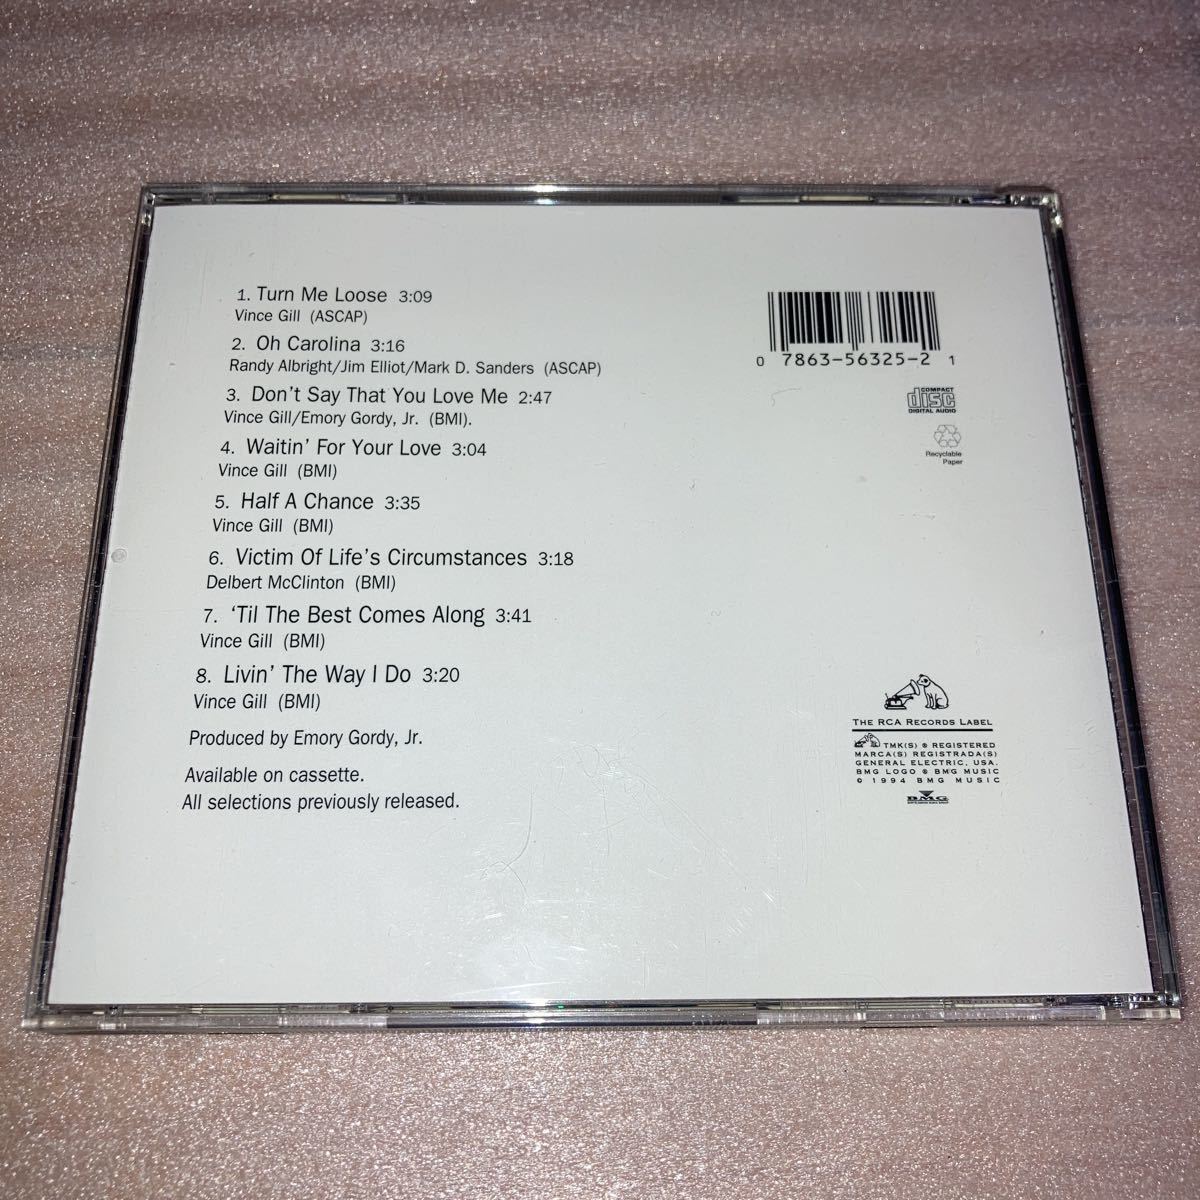 1. Turn Me Loose 3:09
Vince Gill (ASCAP)
2. Oh Carolina 3:16
Randy Albright/Jim Elliot/Mark D. Sanders (ASCAP)
3. Don't Say That You Love Me 2:47
Vince Gill/Emory Gordy, Jr. (BMI).
4. Waitin' For Your Love 3:04
Vince Gill (BMI)
5. Half A Chance 3:35
Vince Gill (BMI)
6. Victim Of Life's Circumstances 3:18
Delbert McClinton (BMI)
7. 'Til The Best Comes Along 3:41
Vince Gill (BMI)
8. Livin' The Way I Do 3:20
Vince Gill (BMI)
Produced by Emory Gordy, Jr.
Available on cassette.
All selections previously released.
0 7863-56325-2 1
COMPACT
disc
DIGITAL AUDIO
Recyclable
Paper
THE RCA RECORDS LABEL
TMK(S) ® REGISTERED
MARCA(S) REGISTRADA(S)
GENERAL ELECTRIC, USA.
BMG LOGO ® BMG MUSIC
© 1994 BMG MUSIC
BMG